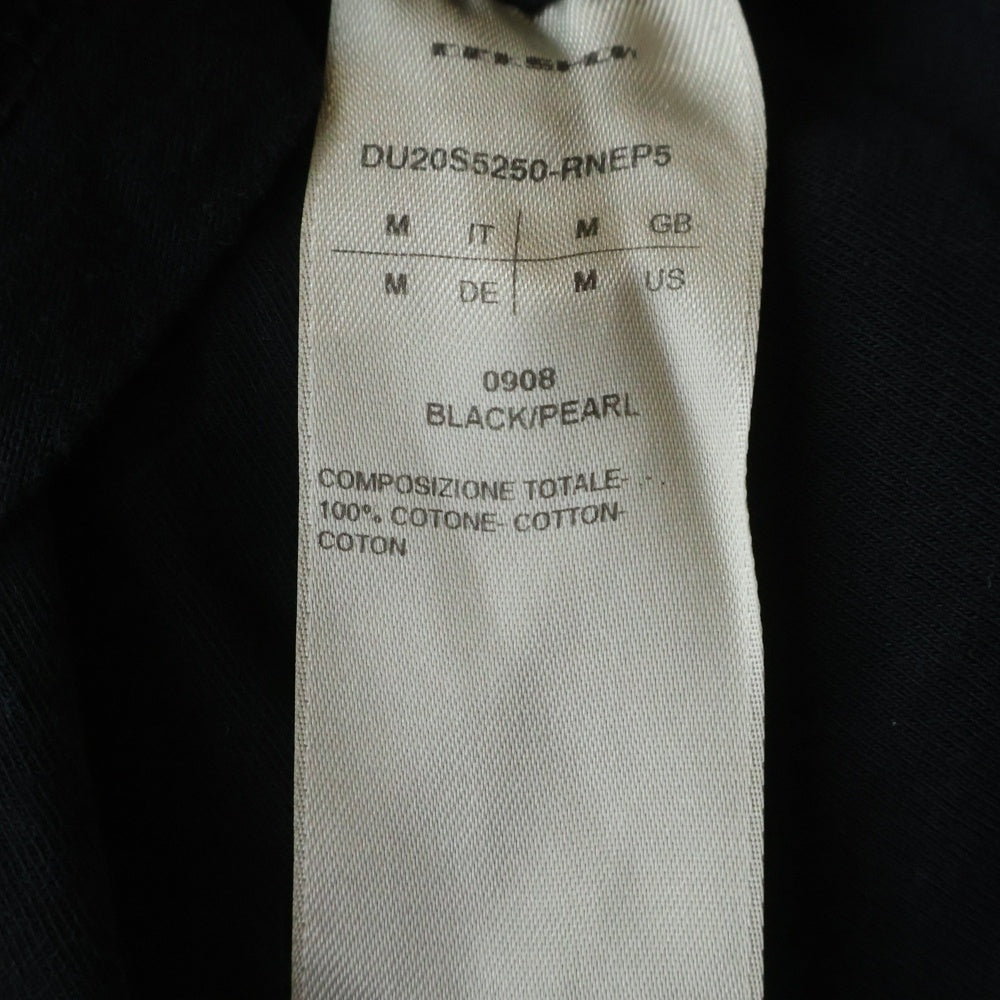 DU20S5250-RNEP5
M IT M GB
M DE M US
0908
BLACK/PEARL
COMPOSIZIONE TOTALE-
100% COTONE- COTTON-
COTON